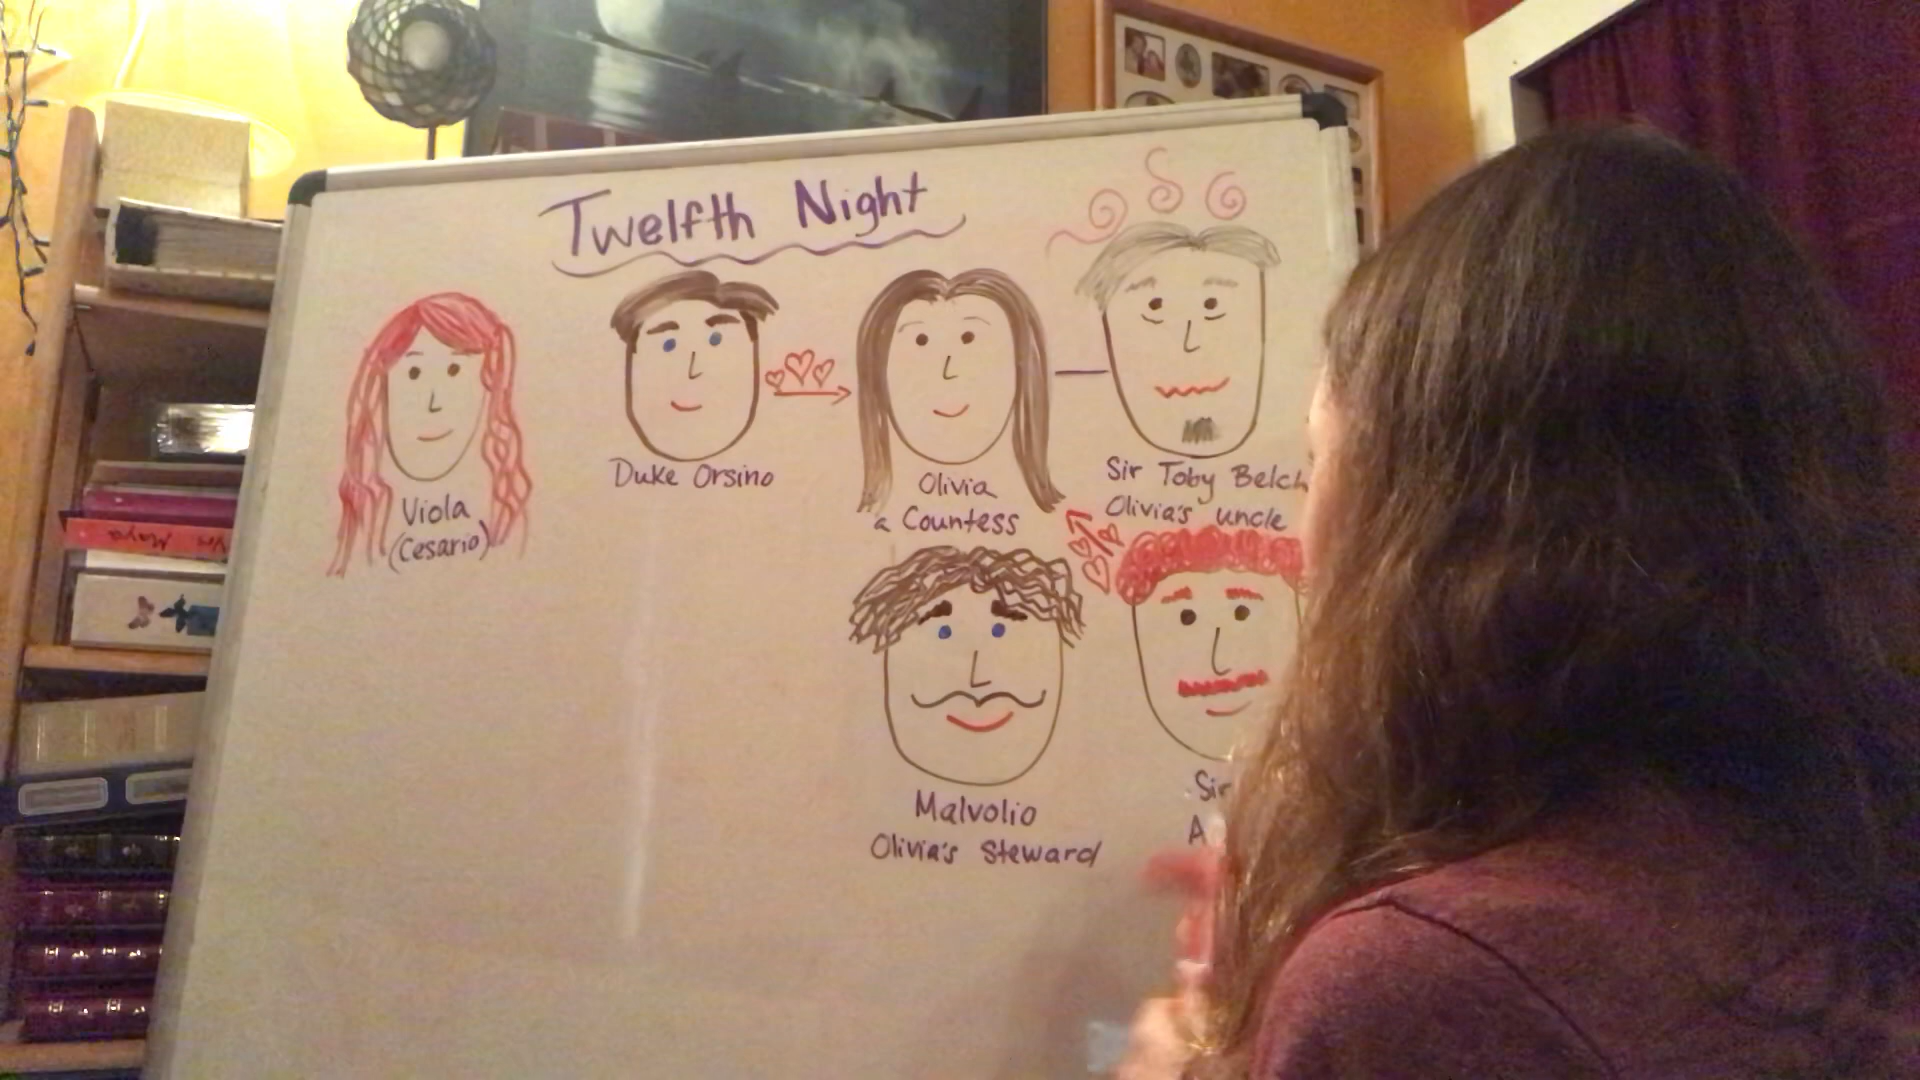 Twelfth Night
Viola
(Cesario)
Duke Orsino
Olivia
a Countess
Sir Toby Belch
Olivia's uncle
Malvolio
Olivia's Steward
Sir
A